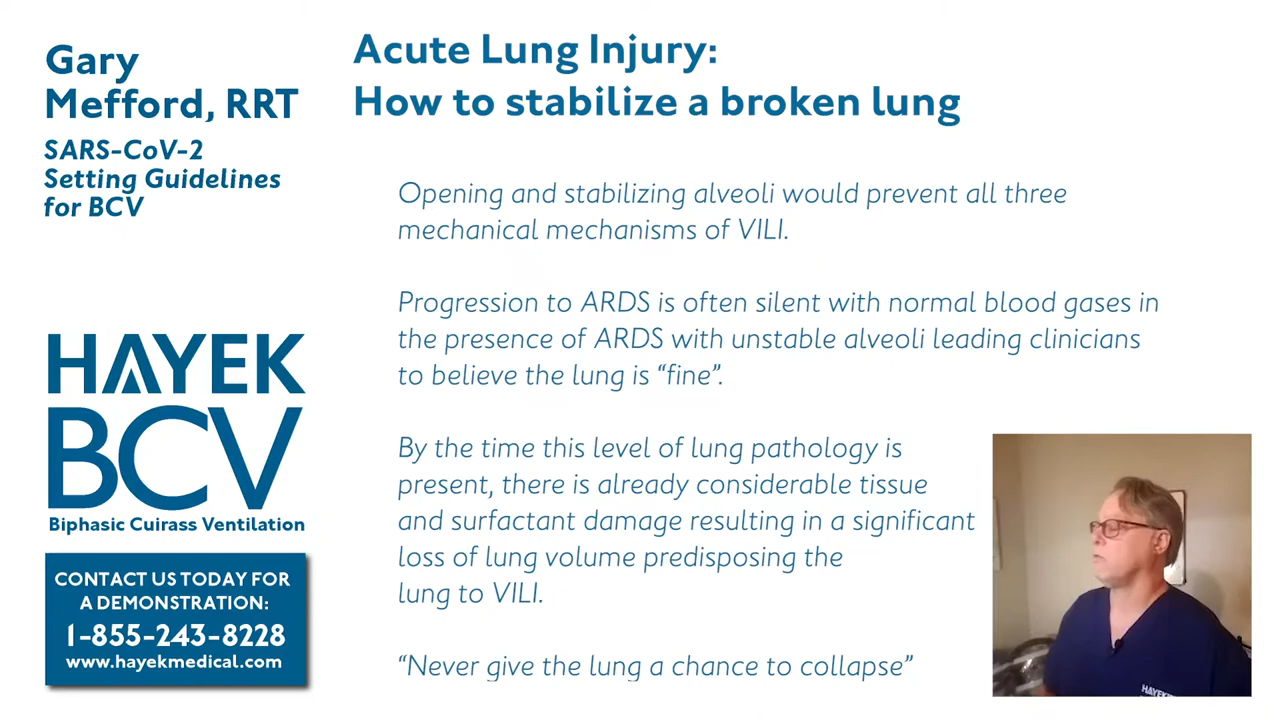 Gary
Mefford, RRT
SARS-CoV-2
Setting Guidelines
for BCV
HAYEK
BCV
Biphasic Cuirass Ventilation
CONTACT US TODAY FOR
A DEMONSTRATION:
1-855-243-8228
www.hayekmedical.com
Acute Lung Injury:
How to stabilize a broken lung
Opening and stabilizing alveoli would prevent all three
mechanical mechanisms of VILI.
Progression to ARDS is often silent with normal blood gases in
the presence of ARDS with unstable alveoli leading clinicians
to believe the lung is “fine”.
By the time this level of lung pathology is
present, there is already considerable tissue
and surfactant damage resulting in a significant
loss of lung volume predisposing the
lung to VILI.
“Never give the lung a chance to collapse”
HAYEK